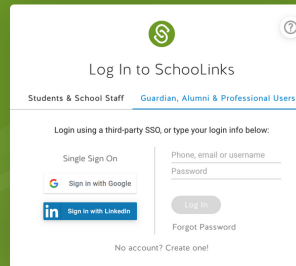 Log In to SchooLinks
Students & School Staff Guardian, Alumni & Professional Users
Login using a third-party SSO, or type your login info below:
Single Sign On
Sign in with Google
in Sign in with LinkedIn
Phone, email or username
Password
Log In
Forgot Password
No account? Create one!